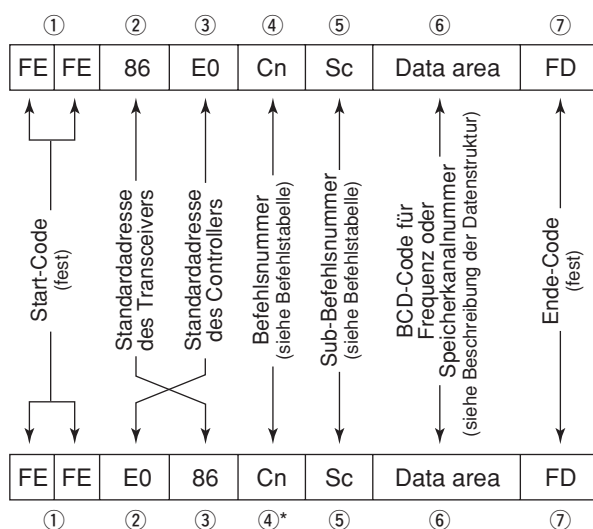 ① ② ③ ④ ⑤ ⑥ ⑦
FE FE 86 E0 Cn Sc Data area FD
Start-Code
(fest)
Standardadresse
des Transceivers
Standardadresse
des Controllers
Befehlsnummer
(siehe Befehlstabelle)
Sub-Befehlsnummer
(siehe Befehlstabelle)
BCD-Code für
Frequenz oder
Speicherkanalnummer
(siehe Beschreibung der Datenstruktur)
Ende-Code
(fest)
FE FE E0 86 Cn Sc Data area FD
① ② ③ ④* ⑤ ⑥ ⑦